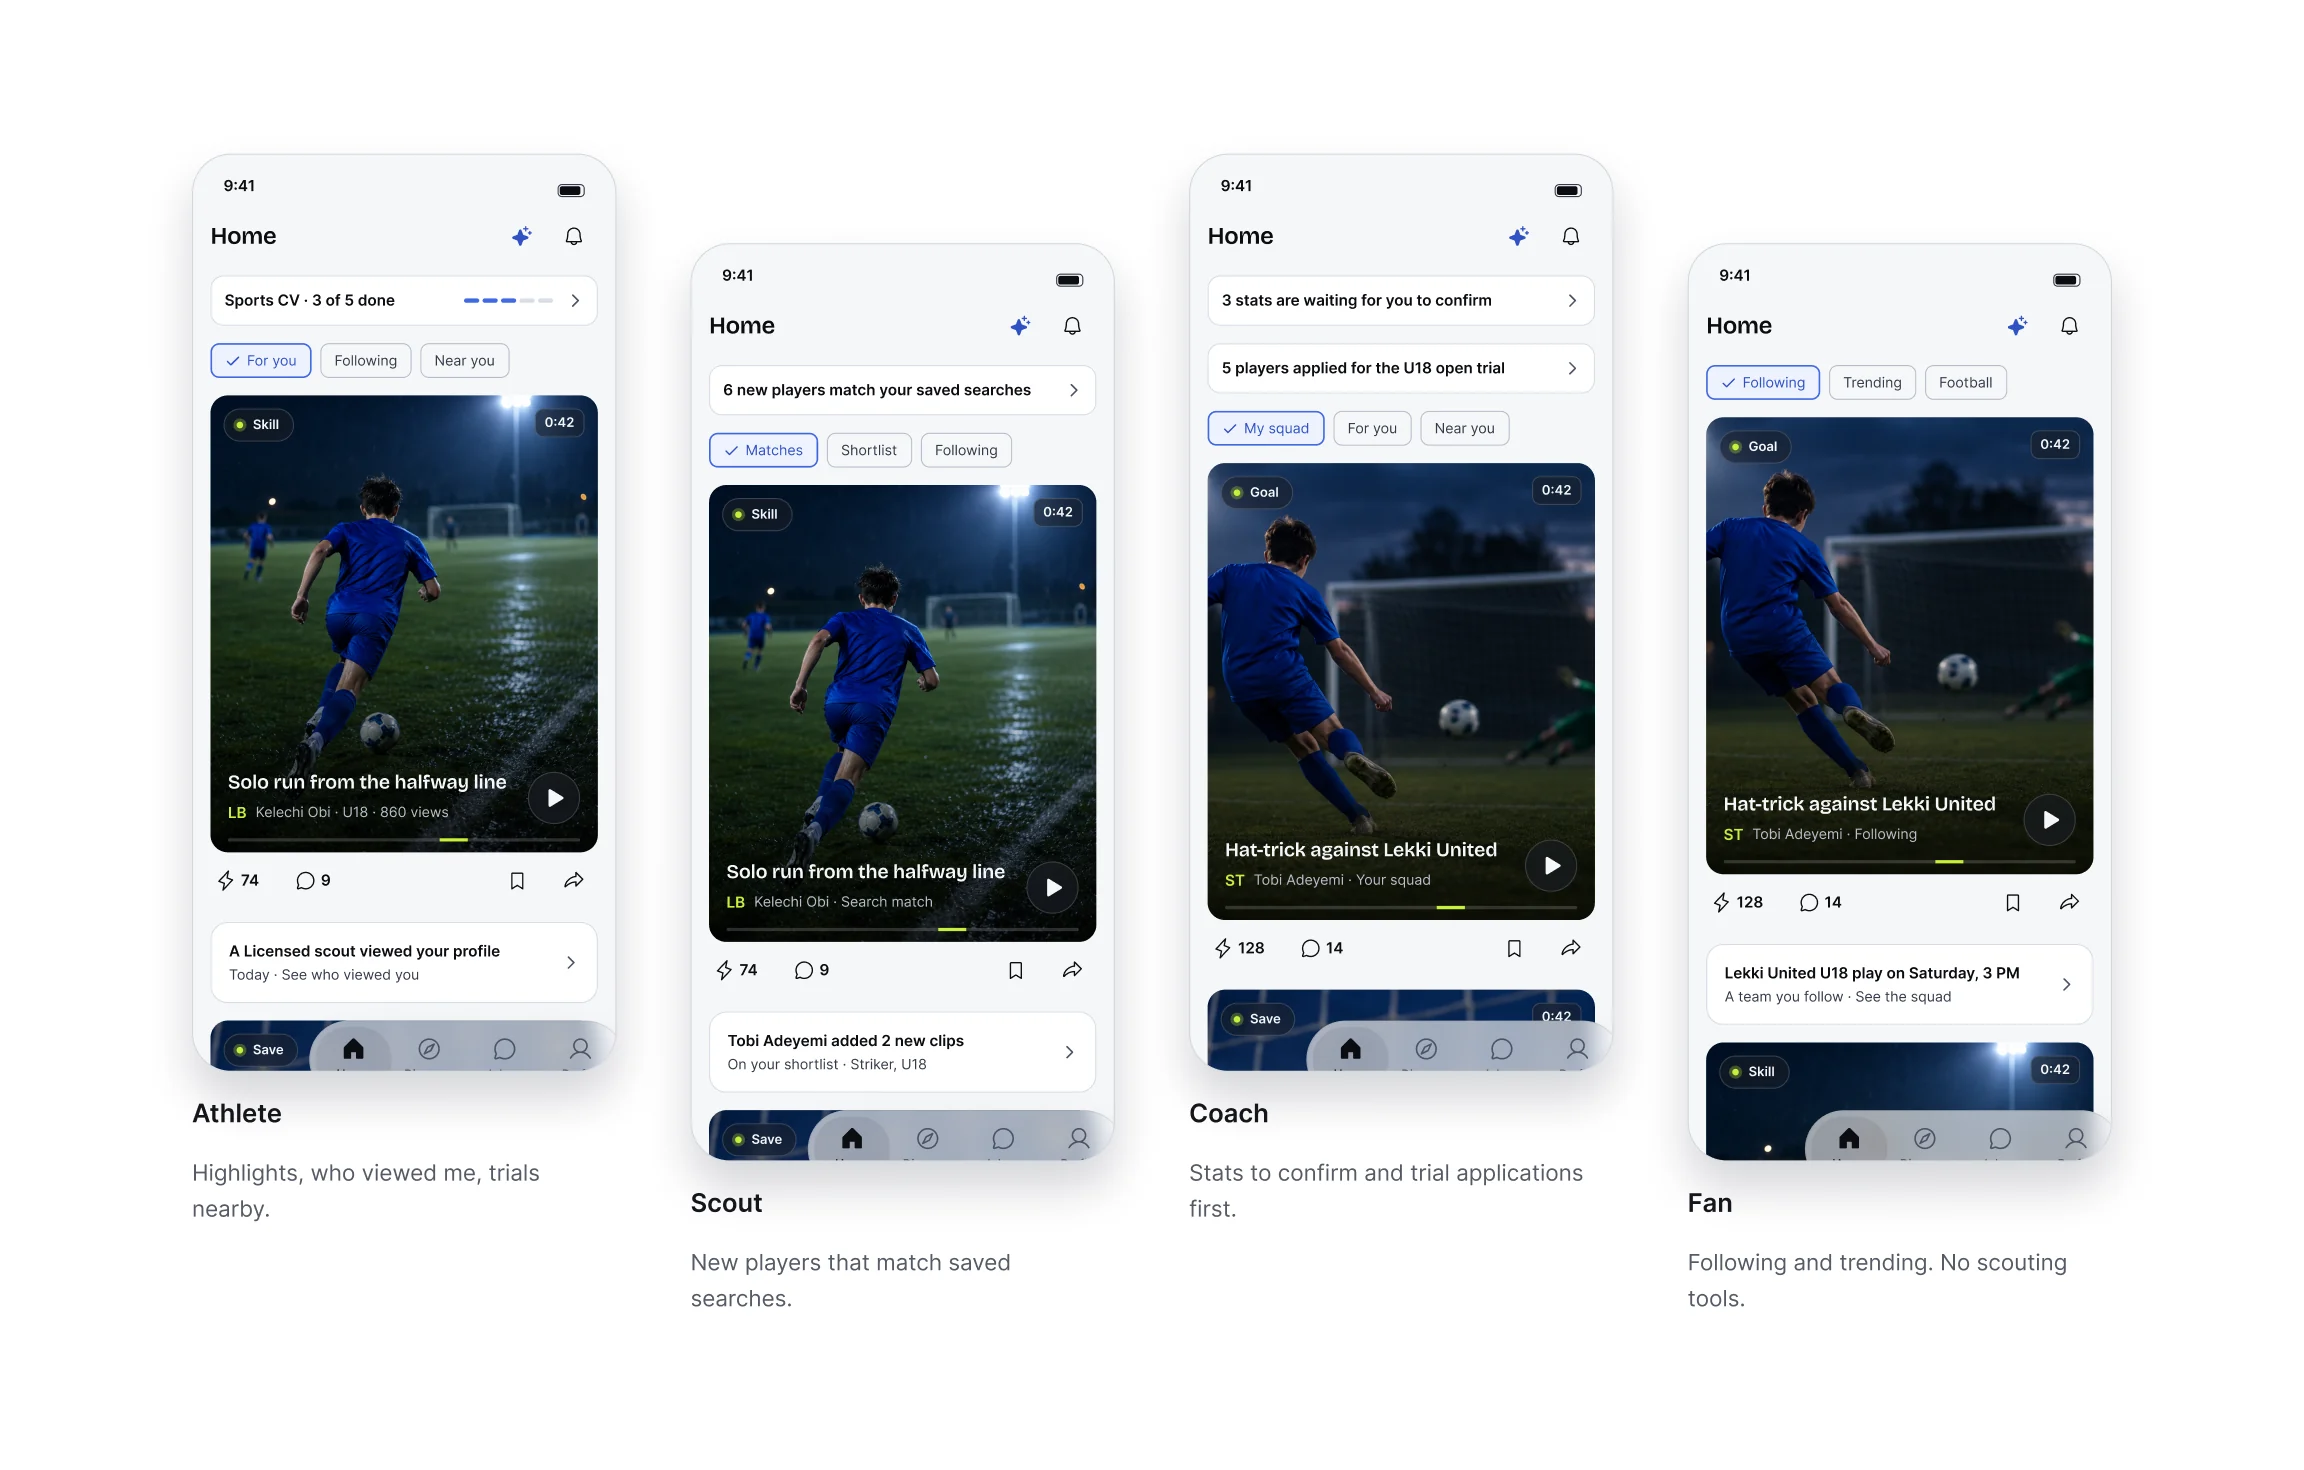 9:41
Home
Sports CV · 3 of 5 done
For you
Following
Near you
Skill
0:42
Solo run from the halfway line
LB Kelechi Obi · U18 · 860 views
74
9
A Licensed scout viewed your profile
Today · See who viewed you
Save
Athlete
Highlights, who viewed me, trials
nearby.
9:41
Home
6 new players match your saved searches
Matches
Shortlist
Following
Skill
0:42
Solo run from the halfway line
LB Kelechi Obi · Search match
74
9
Tobi Adeyemi added 2 new clips
On your shortlist · Striker, U18
Save
Scout
New players that match saved
searches.
9:41
Home
3 stats are waiting for you to confirm
5 players applied for the U18 open trial
My squad
For you
Near you
Goal
0:42
Hat-trick against Lekki United
ST Tobi Adeyemi · Your squad
128
14
Save
0:42
Coach
Stats to confirm and trial applications
first.
9:41
Home
Following
Trending
Football
Goal
0:42
Hat-trick against Lekki United
ST Tobi Adeyemi · Following
128
14
Lekki United U18 play on Saturday, 3 PM
A team you follow · See the squad
Skill
0:42
Fan
Following and trending. No scouting
tools.